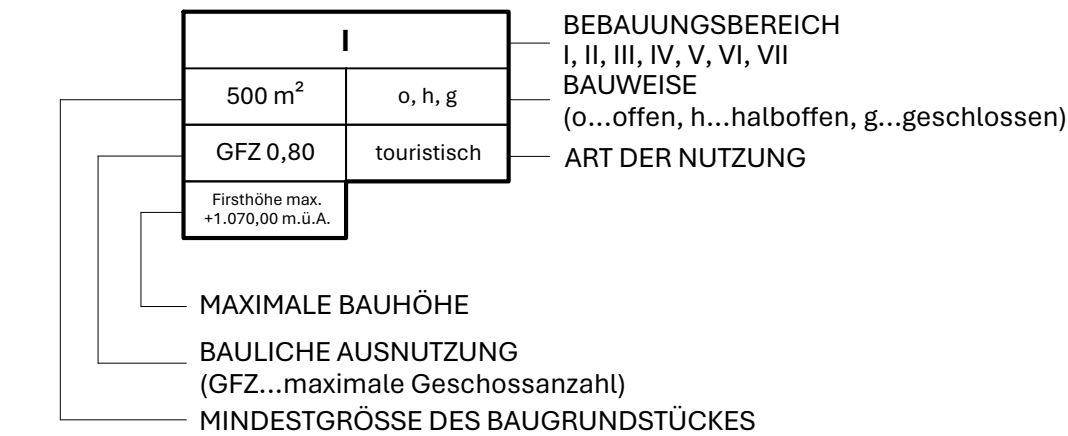 I
500 m²
o, h, g
GFZ 0,80
touristisch
Firsthöhe max.
+1.070,00 m.ü.A.
BEBAUUNGSBEREICH
I, II, III, IV, V, VI, VII
BAUWEISE
(o...offen, h...halboffen, g...geschlossen)
ART DER NUTZUNG
MAXIMALE BAUHÖHE
BAULICHE AUSNUTZUNG
(GFZ...maximale Geschossanzahl)
MINDESTGRÖSSE DES BAUGRUNDSTÜCKES